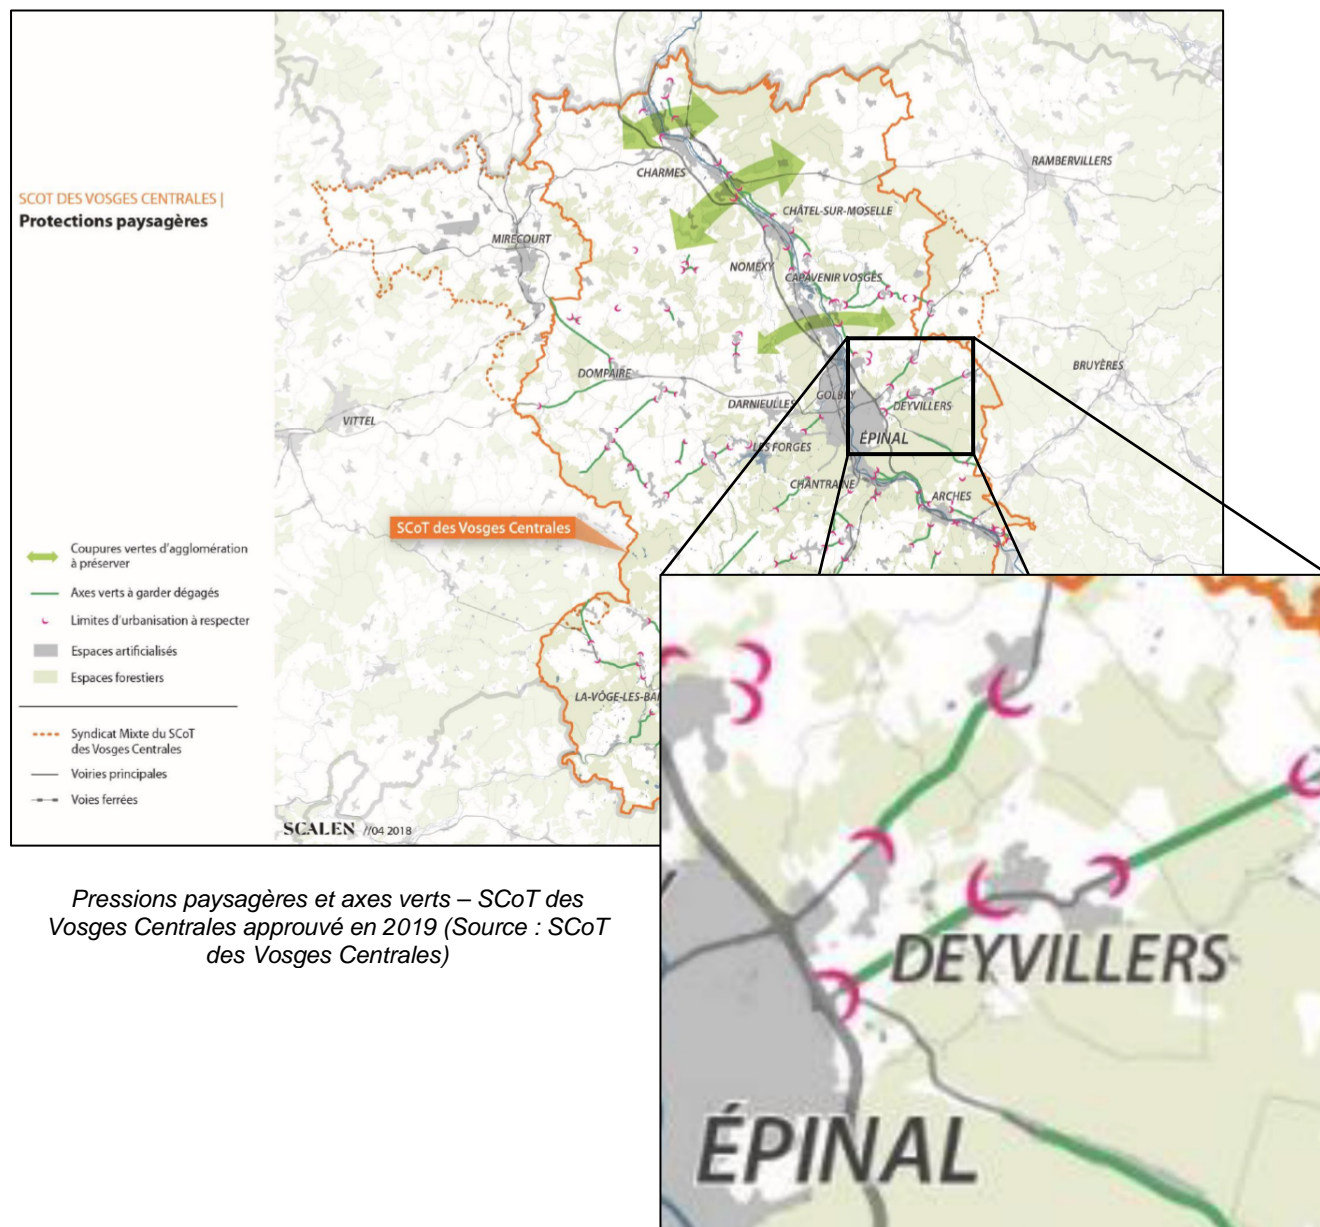 SCOT DES VOSGES CENTRALES |
Protections paysagères
Coupures vertes d'agglomération
à préserver
Axes verts à garder dégagés
Limites d'urbanisation à respecter
Espaces artificialisés
Espaces forestiers
Syndicat Mixte du SCoT
des Vosges Centrales
Voiries principales
Voies ferrées
CHARMES
RAMBERVILLERS
CHÂTEL-SUR-MOSELLE
MIRECOURT
NOMEXY
CAPAVENIR VOSGES
DOMPAIRE
BRUYÈRES
DARNIEULLES
GOLBEY
DEYVILLERS
VITTEL
ÉPINAL
LES FORGES
CHANTRAINE
ARCHES
SCoT des Vosges Centrales
LA-VÔGE-LES-BAI
SCALEN //04 2018
DEYVILLERS
ÉPINAL
Pressions paysagères et axes verts – SCoT des
Vosges Centrales approuvé en 2019 (Source : SCoT
des Vosges Centrales)